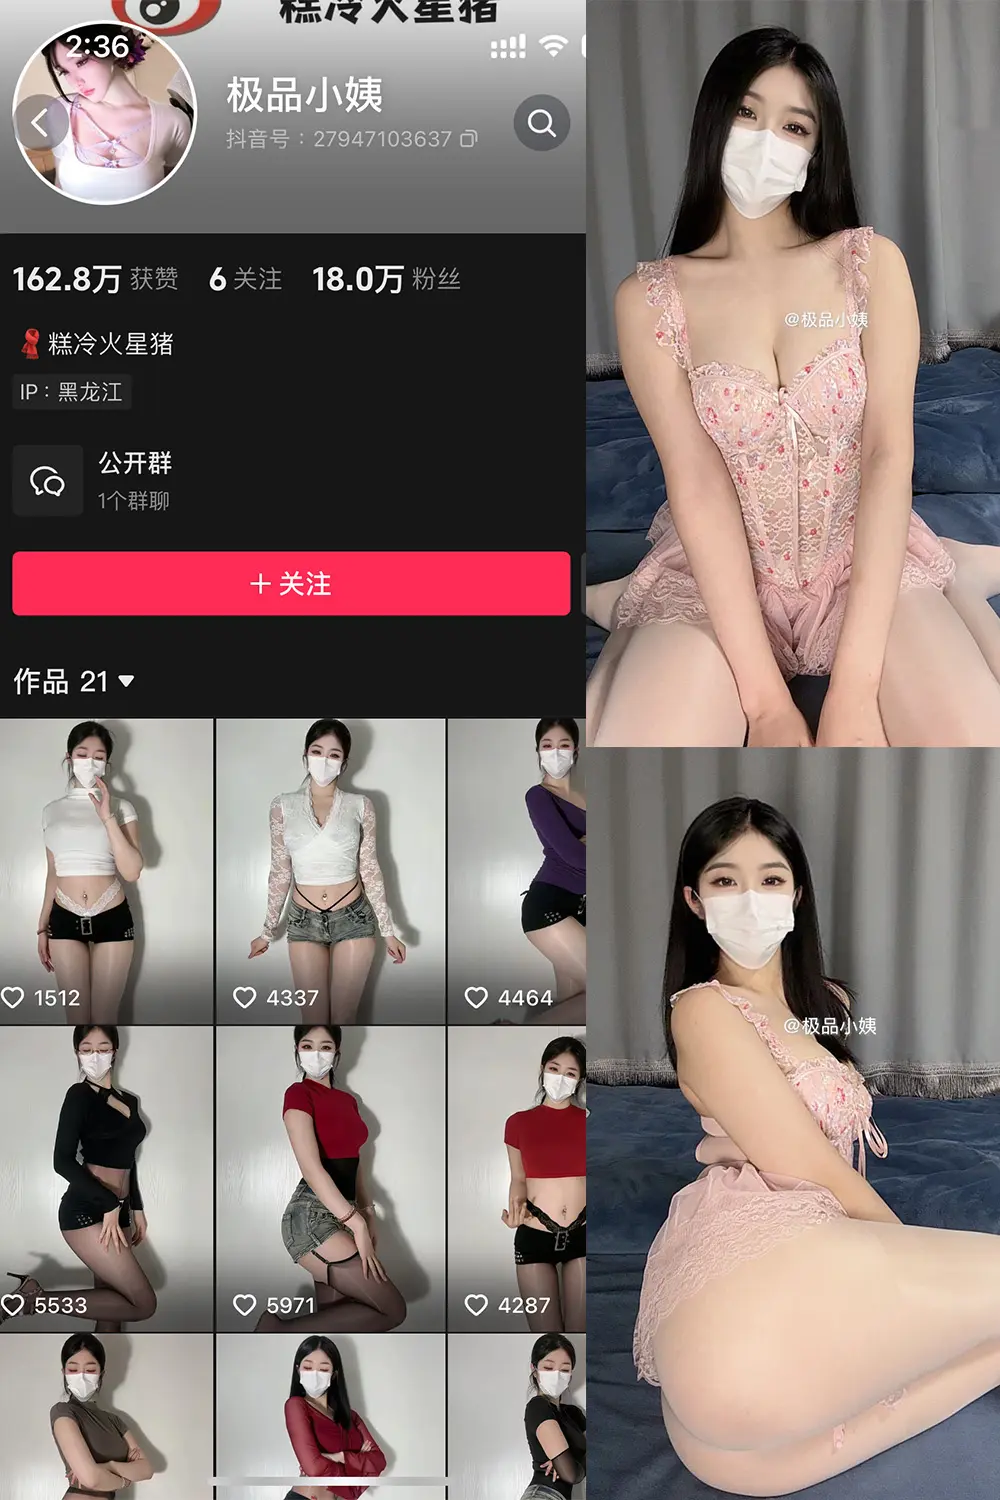 糕冷火星猪
2:36
极品小姨
抖音号：27947103637
162.8万 获赞 6 关注 18.0万 粉丝
糕冷火星猪
IP：黑龙江
公开群
1个群聊
＋关注
作品 21
1512
4337
4464
5533
5971
4287
@极品小姨
@极品小姨